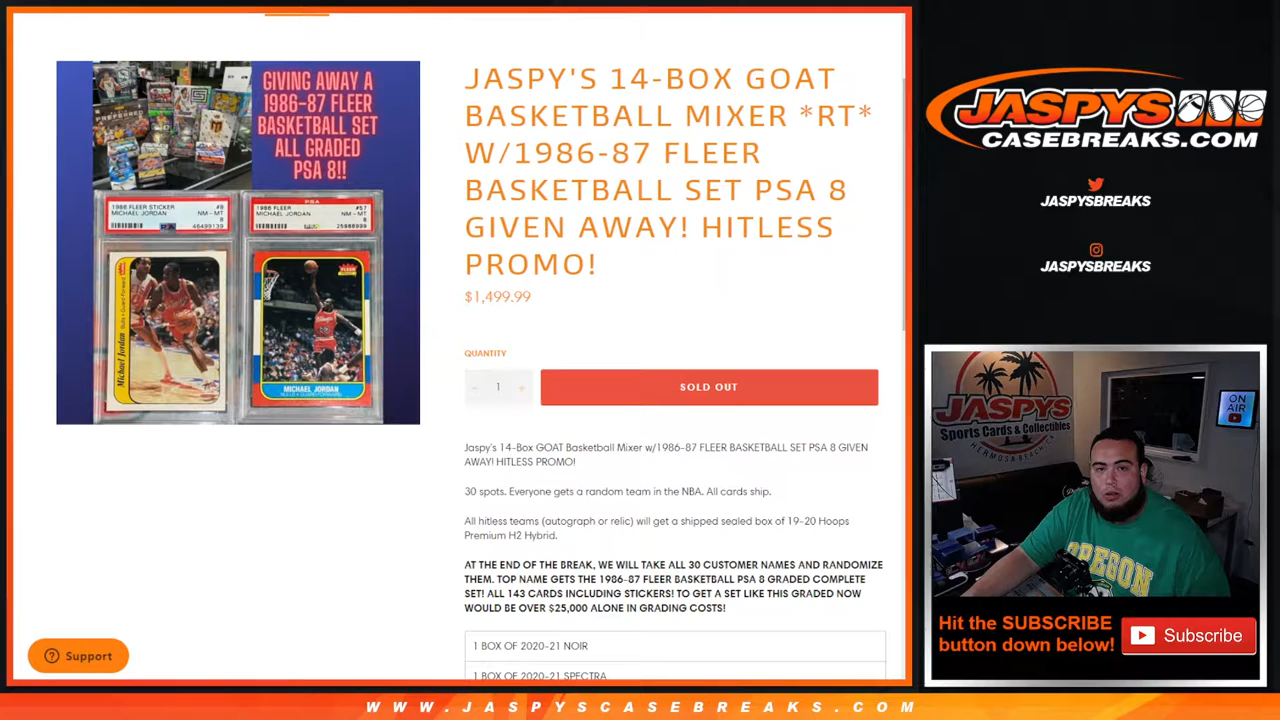 GIVING AWAY A
1986-87 FLEER
BASKETBALL SET
ALL GRADED
PSA 8!!
1986 FLEER STICKER #8
MICHAEL JORDAN NM - MT
8
46499139
PSA
1986 FLEER #57
MICHAEL JORDAN NM - MT
8
25988999
Michael Jordan
FLEER
MICHAEL JORDAN
JASPY'S 14-BOX GOAT
BASKETBALL MIXER *RT*
W/1986-87 FLEER
BASKETBALL SET PSA 8
GIVEN AWAY! HITLESS
PROMO!
$1,499.99
QUANTITY
− 1 +
SOLD OUT
Jaspy's 14-Box GOAT Basketball Mixer w/1986-87 FLEER BASKETBALL SET PSA 8 GIVEN
AWAY! HITLESS PROMO!
30 spots. Everyone gets a random team in the NBA. All cards ship.
All hitless teams (autograph or relic) will get a shipped sealed box of 19-20 Hoops
Premium H2 Hybrid.
AT THE END OF THE BREAK, WE WILL TAKE ALL 30 CUSTOMER NAMES AND RANDOMIZE
THEM. TOP NAME GETS THE 1986-87 FLEER BASKETBALL PSA 8 GRADED COMPLETE
SET! ALL 143 CARDS INCLUDING STICKERS! TO GET A SET LIKE THIS GRADED NOW
WOULD BE OVER $25,000 ALONE IN GRADING COSTS!
1 BOX OF 2020-21 NOIR
1 BOX OF 2020-21 SPECTRA
Support
JASPYS
CASEBREAKS.COM
JASPYSBREAKS
JASPYSBREAKS
JASPYS
Sports Cards & Collectibles
HERMOSA BEACH, CA
ON
AIR
OREGON
Hit the SUBSCRIBE
button down below!
Subscribe
WWW.JASPYSCASEBREAKS.COM